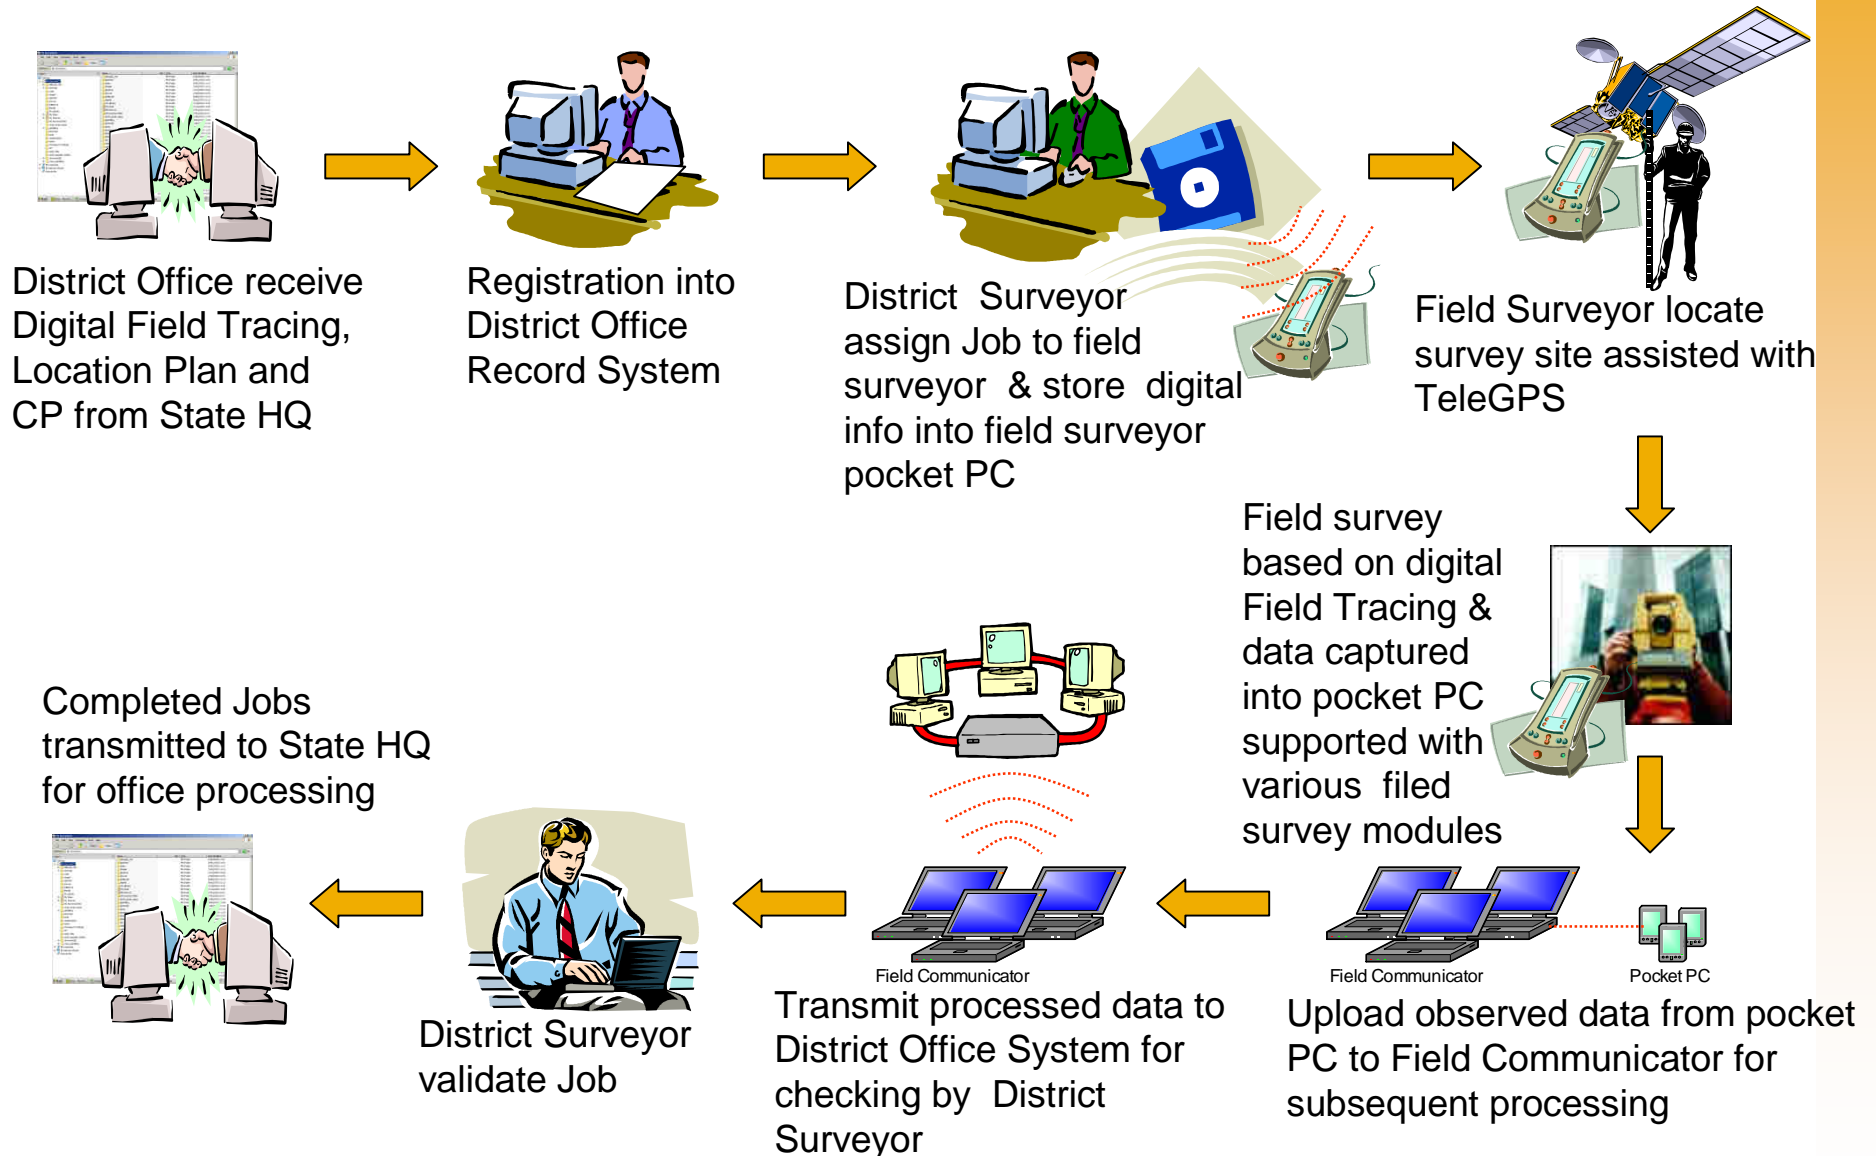 District Office receive
Digital Field Tracing,
Location Plan and
CP from State HQ
Registration into
District Office
Record System
District Surveyor
assign Job to field
surveyor & store digital
info into field surveyor
pocket PC
Field Surveyor locate
survey site assisted with
TeleGPS
Field survey
based on digital
Field Tracing &
data captured
into pocket PC
supported with
various filed
survey modules
Field Communicator
Pocket PC
Upload observed data from pocket
PC to Field Communicator for
subsequent processing
Field Communicator
Transmit processed data to
District Office System for
checking by District
Surveyor
District Surveyor
validate Job
Completed Jobs
transmitted to State HQ
for office processing